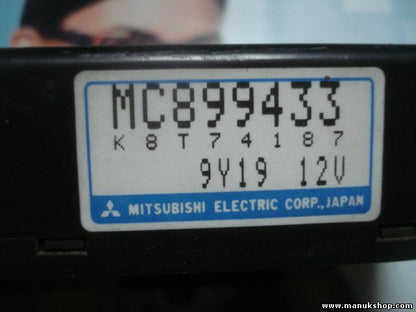 MC899433
K8T74187
9Y19 12V
MITSUBISHI ELECTRIC CORP., JAPAN
www.manukshop.com